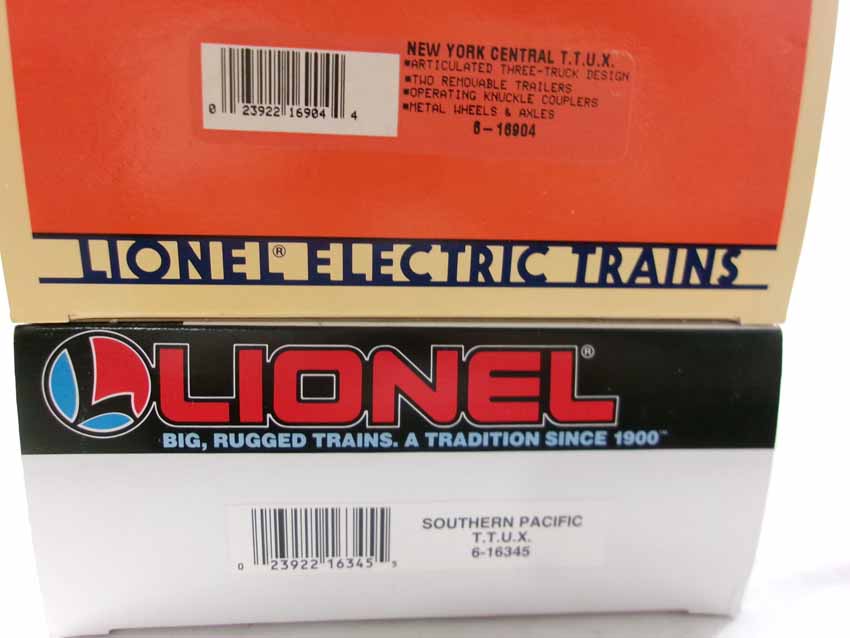 NEW YORK CENTRAL T.T.U.X.
▪ARTICULATED THREE-TRUCK DESIGN
▪TWO REMOVABLE TRAILERS
▪OPERATING KNUCKLE COUPLERS
▪METAL WHEELS & AXLES
6-16904
0 23922 16904 4
LIONEL® ELECTRIC TRAINS
LIONEL®
BIG, RUGGED TRAINS. A TRADITION SINCE 1900™
SOUTHERN PACIFIC
T.T.U.X.
6-16345
0 23922 16345 5